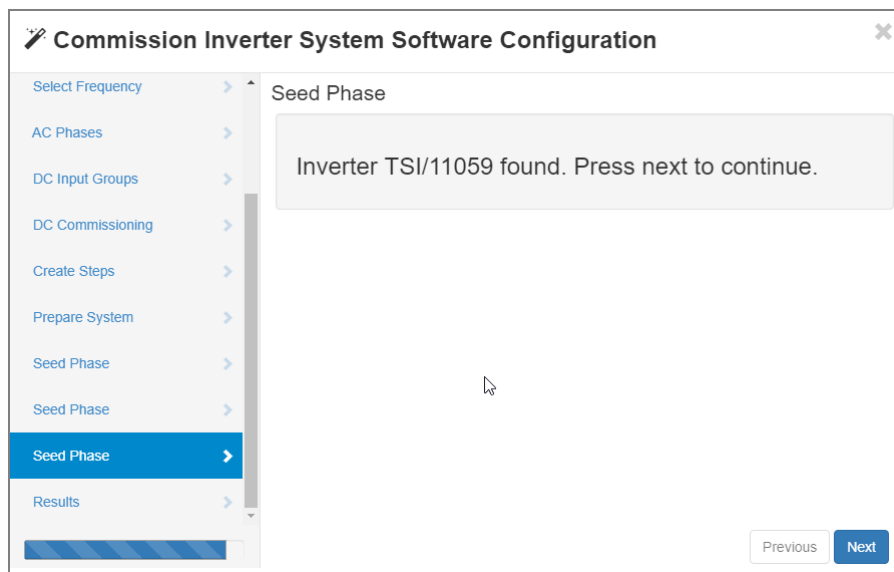 Commission Inverter System Software Configuration
Select Frequency
AC Phases
DC Input Groups
DC Commissioning
Create Steps
Prepare System
Seed Phase
Seed Phase
Seed Phase
Results
Seed Phase
Inverter TSI/11059 found. Press next to continue.
Previous
Next